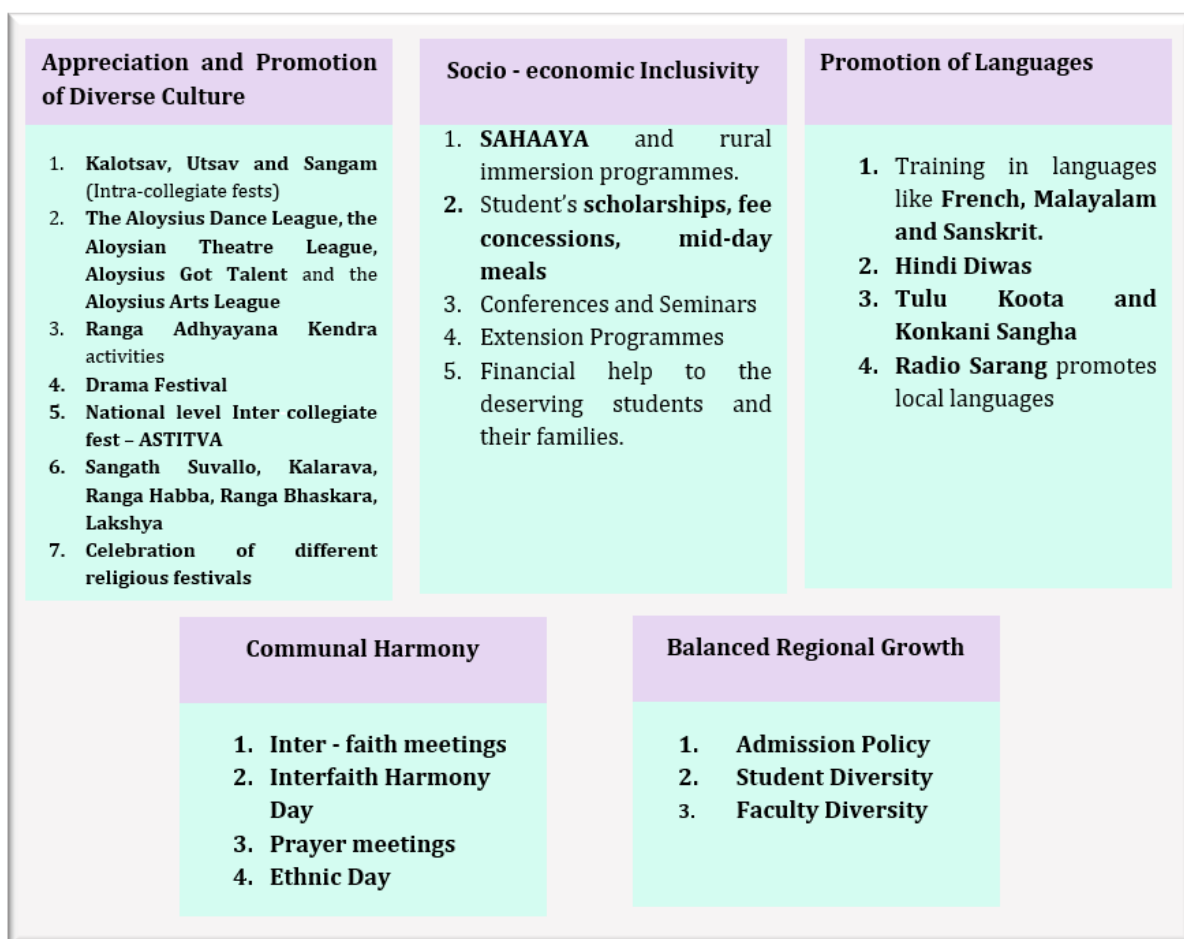 Appreciation and Promotion
of Diverse Culture
1. Kalotsav, Utsav and Sangam
(Intra-collegiate fests)
2. The Aloysius Dance League, the
Aloysian Theatre League,
Aloysius Got Talent and the
Aloysius Arts League
3. Ranga Adhyayana Kendra
activities
4. Drama Festival
5. National level Inter collegiate
fest – ASTITVA
6. Sangath Suvallo, Kalarava,
Ranga Habba, Ranga Bhaskara,
Lakshya
7. Celebration of different
religious festivals
Socio - economic Inclusivity
1. SAHAAYA and rural
immersion programmes.
2. Student's scholarships, fee
concessions, mid-day
meals
3. Conferences and Seminars
4. Extension Programmes
5. Financial help to the
deserving students and
their families.
Promotion of Languages
1. Training in languages
like French, Malayalam
and Sanskrit.
2. Hindi Diwas
3. Tulu Koota and
Konkani Sangha
4. Radio Sarang promotes
local languages
Communal Harmony
1. Inter - faith meetings
2. Interfaith Harmony
Day
3. Prayer meetings
4. Ethnic Day
Balanced Regional Growth
1. Admission Policy
2. Student Diversity
3. Faculty Diversity